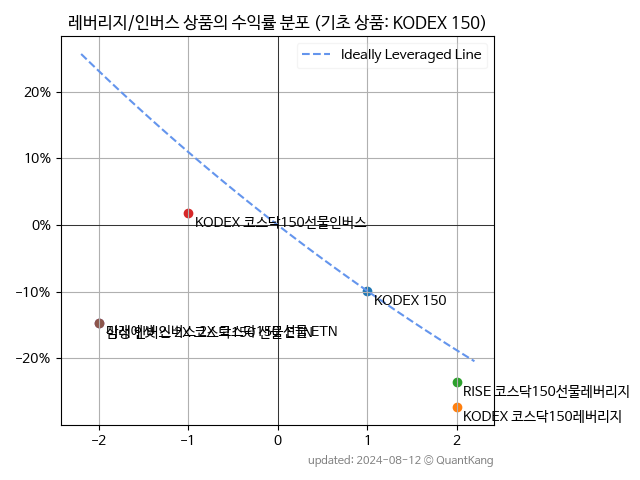 레버리지/인버스 상품의 수익률 분포 (기초 상품: KODEX 150)
Ideally Leveraged Line
20%
10%
0%
−10%
−20%
KODEX 코스닥150선물인버스
KODEX 150
RISE 코스닥150선물레버리지
KODEX 코스닥150레버리지
−2
−1
0
1
2
updated: 2024-08-12 © QuantKang